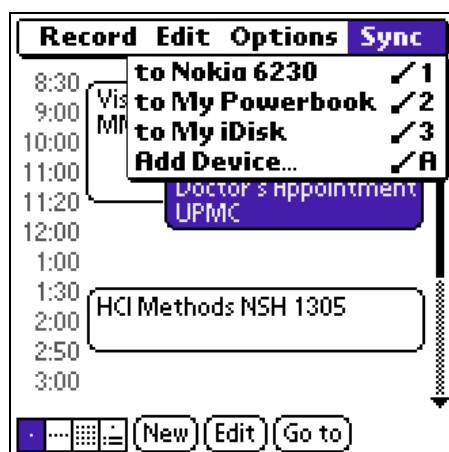 Record Edit Options Sync
to Nokia 6230 1
to My Powerbook 2
to My iDisk 3
Add Device... A
8:30
9:00
10:00
11:00
11:20
12:00
1:00
1:30
2:00
2:50
3:00
Doctor's Appointment
UPMC
HCI Methods NSH 1305
New Edit Go to